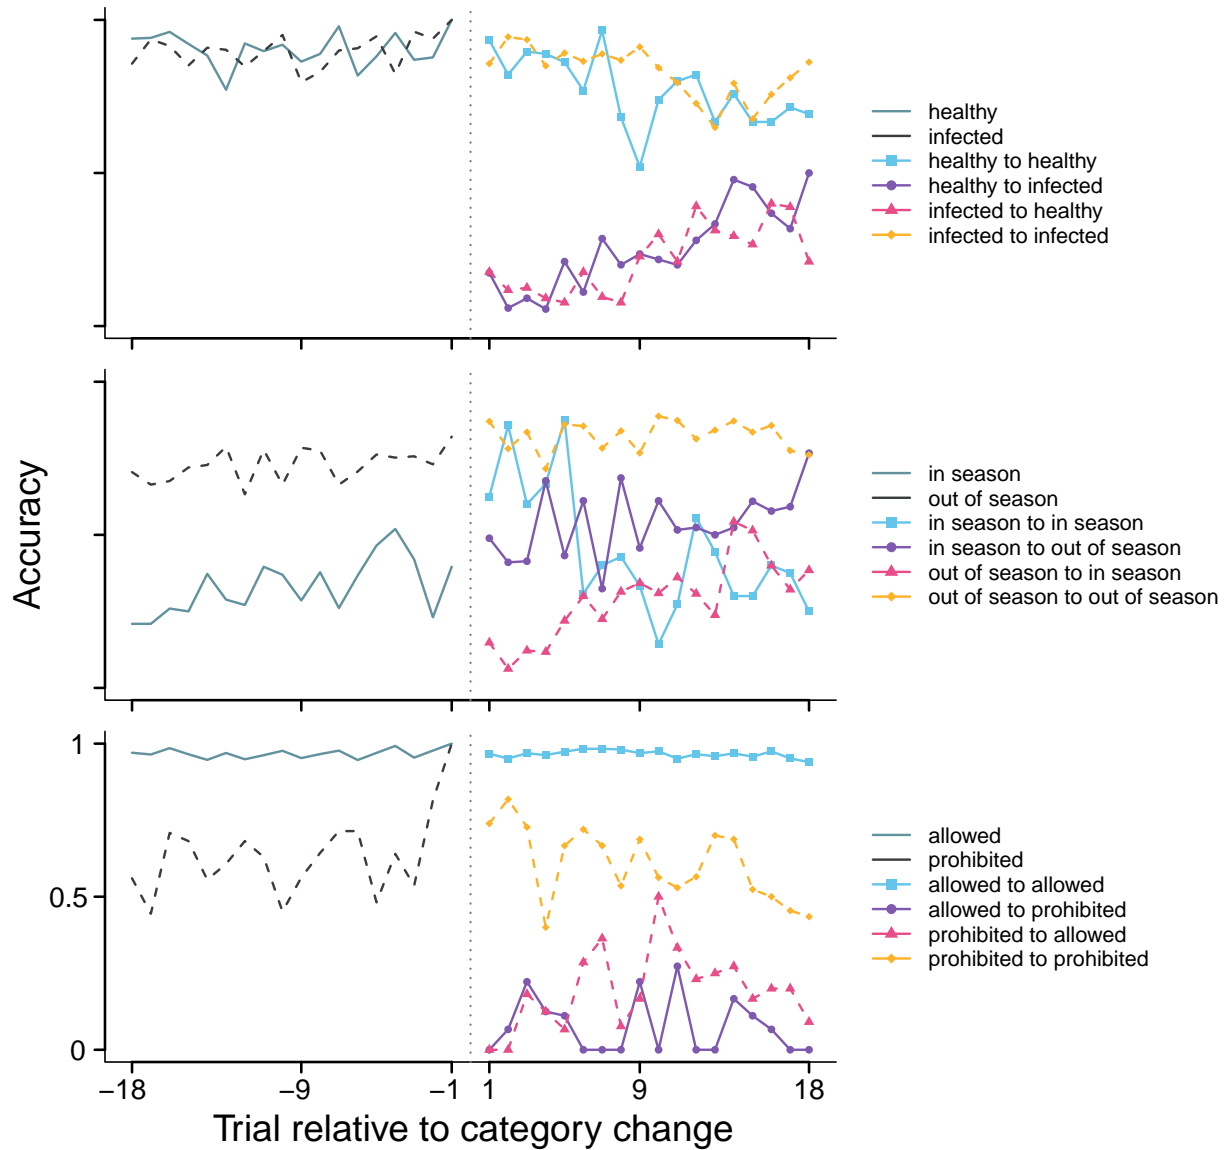 healthy
infected
healthy to healthy
healthy to infected
infected to healthy
infected to infected
Accuracy
in season
out of season
in season to in season
in season to out of season
out of season to in season
out of season to out of season
1
0.5
0
allowed
prohibited
allowed to allowed
allowed to prohibited
prohibited to allowed
prohibited to prohibited
−18 −9 −1 1 9 18
Trial relative to category change